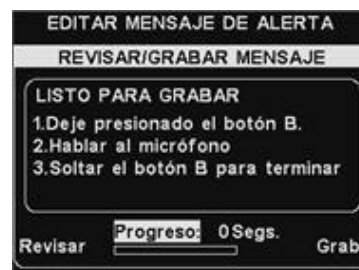 EDITAR MENSAJE DE ALERTA
REVISAR/GRABAR MENSAJE
LISTO PARA GRABAR
1.Deje presionado el botón B.
2.Hablar al micrófono
3.Soltar el botón B para terminar
Progreso: 0Segs.
Revisar Grab